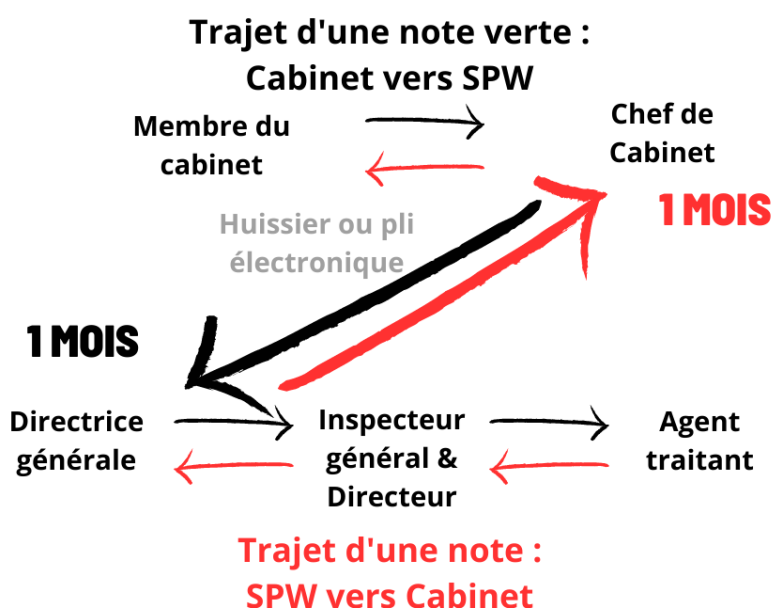 Trajet d'une note verte :
Cabinet vers SPW
Membre du
cabinet
Chef de
Cabinet
1 MOIS
Huissier ou pli
électronique
1 MOIS
Directrice
générale
Inspecteur
général &
Directeur
Agent
traitant
Trajet d'une note :
SPW vers Cabinet